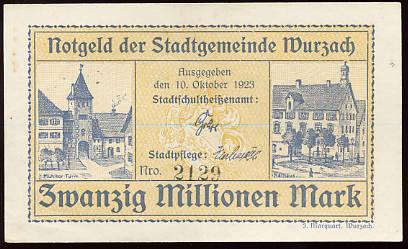 Notgeld der Stadtgemeinde Wurzach
Ausgegeben
den 10. Oktober 1923
Stadtschultheißenamt:
Stadtpflege:
Nro. 2129
Zwanzig Millionen Mark
J. Marquart, Wurzach.